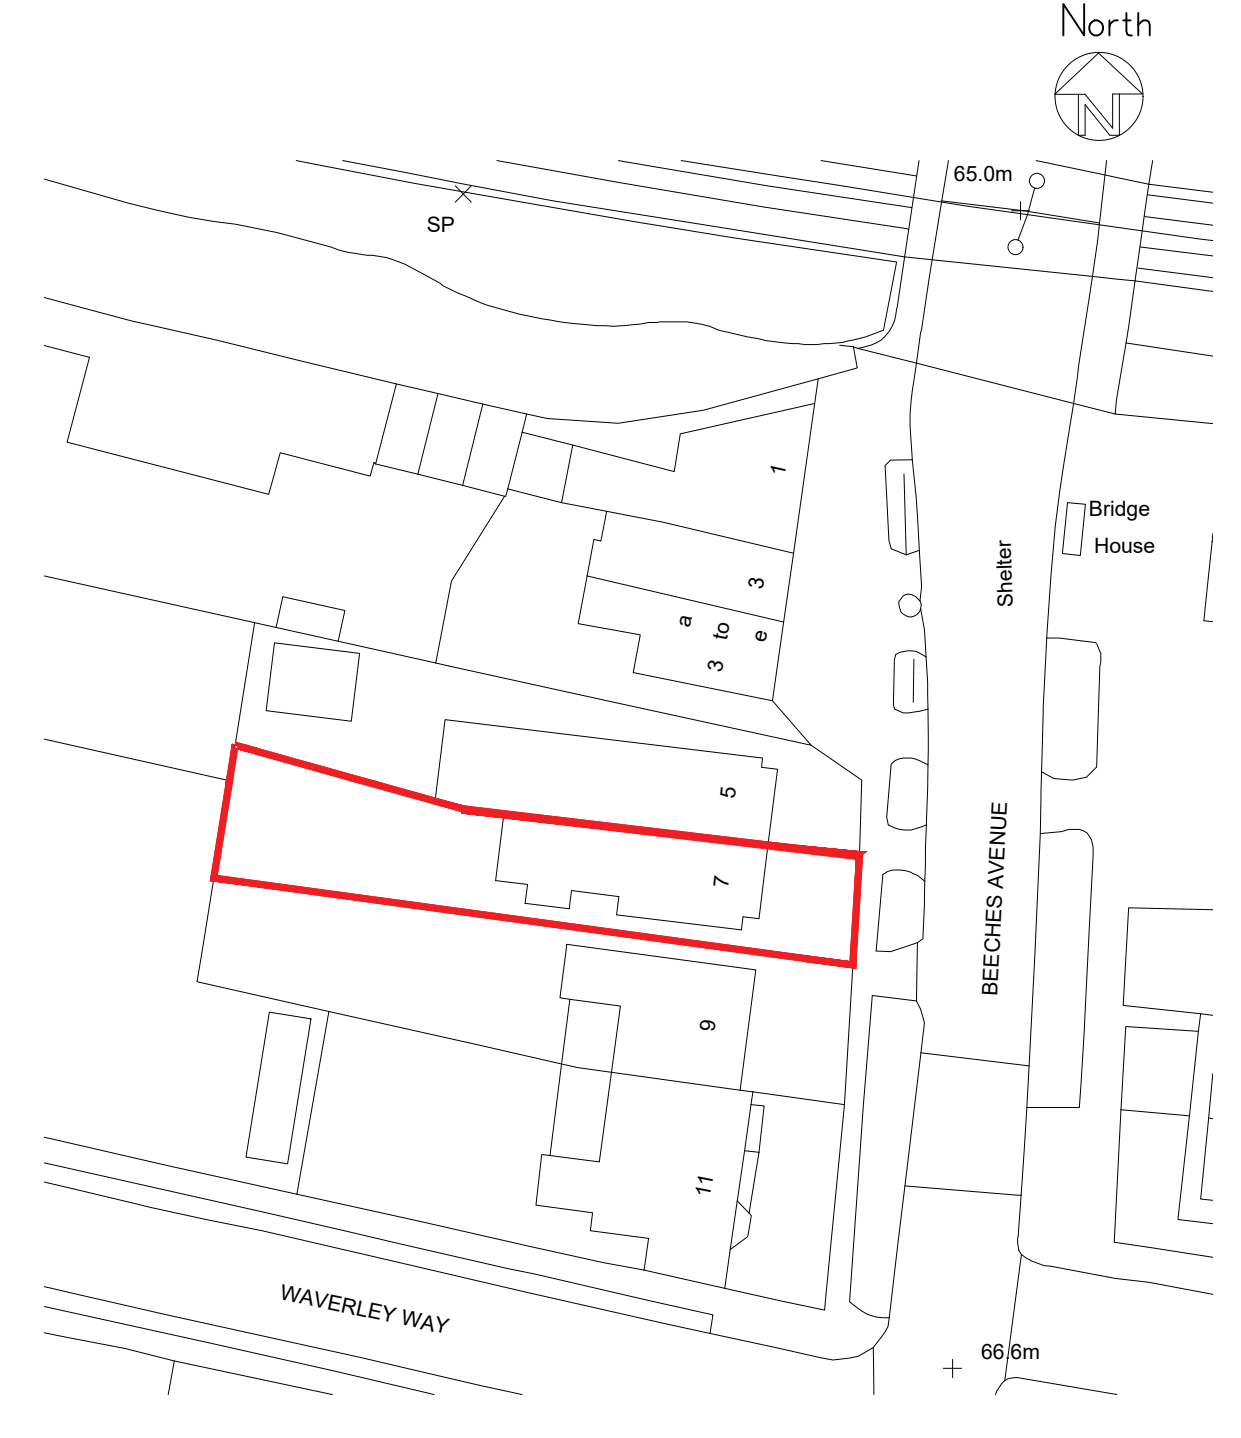 North
N
65.0m
SP
1
Bridge
House
Shelter
3
a
to
e
3
5
7
BEECHES AVENUE
9
11
WAVERLEY WAY
66.6m